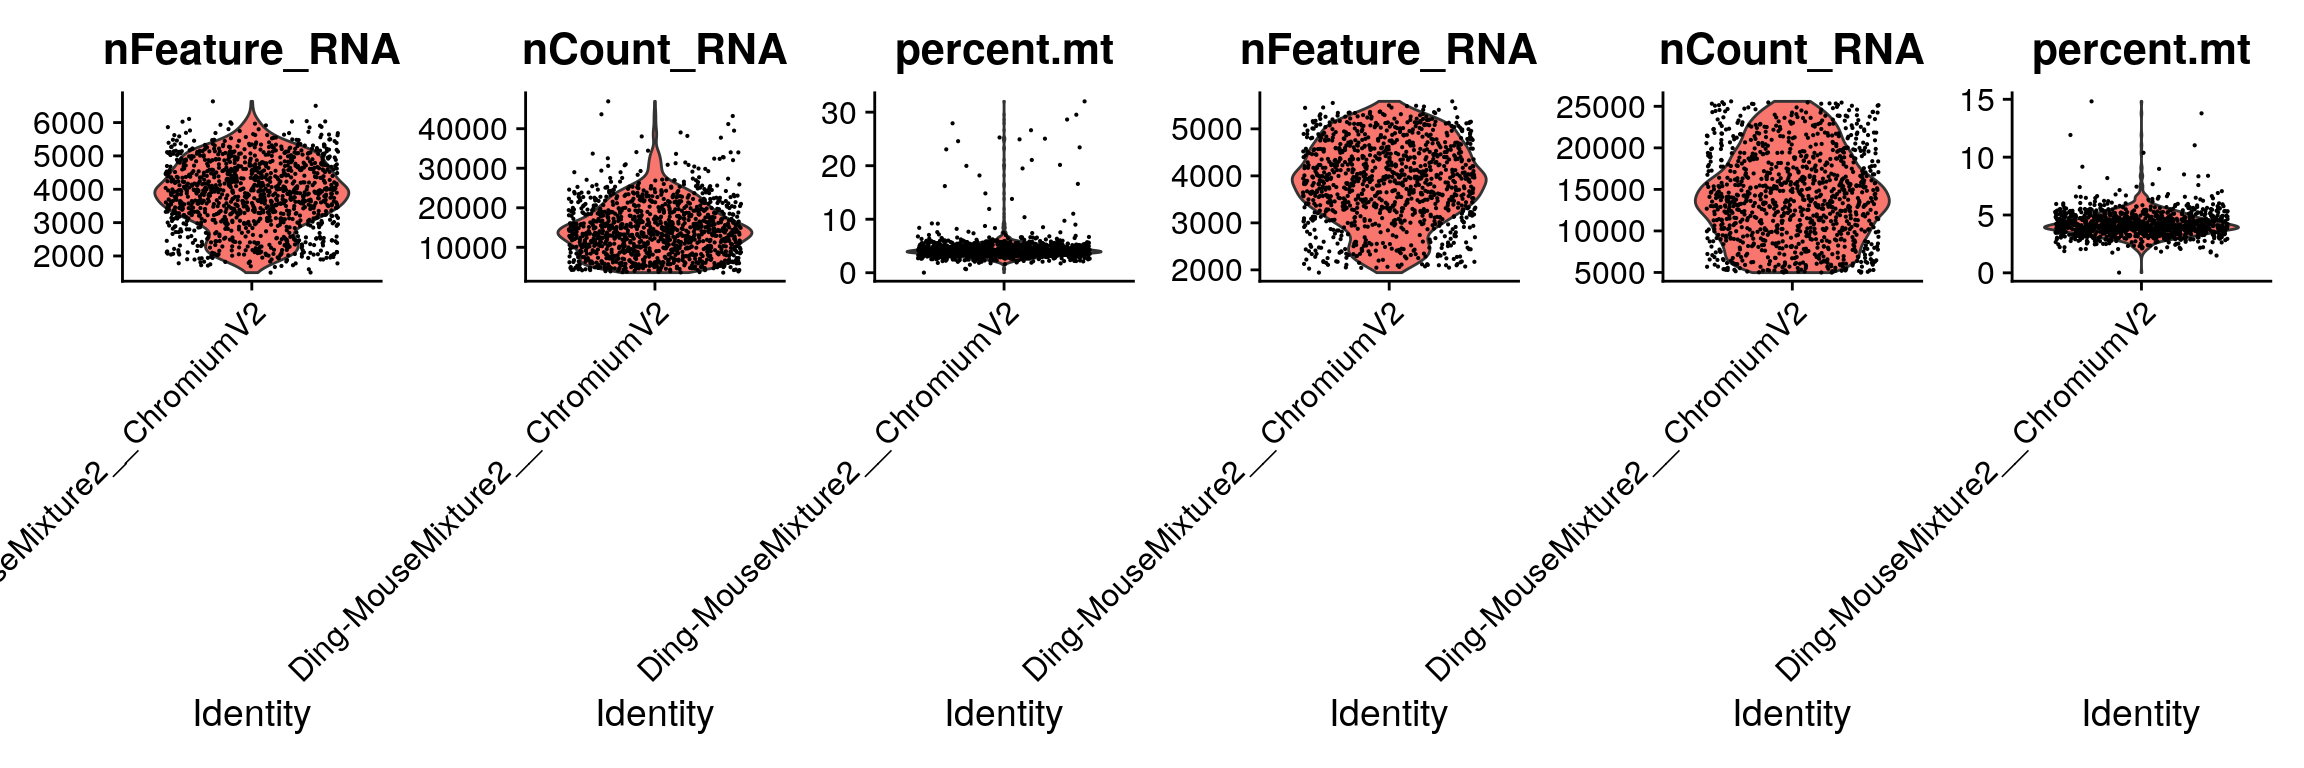 nFeature_RNA
6000
5000
4000
3000
2000
seMixture2__ChromiumV2
Identity
nCount_RNA
40000
30000
20000
10000
Ding-MouseMixture2__ChromiumV2
Identity
percent.mt
30
20
10
0
Ding-MouseMixture2__ChromiumV2
Identity
nFeature_RNA
5000
4000
3000
2000
Ding-MouseMixture2__ChromiumV2
Identity
nCount_RNA
25000
20000
15000
10000
5000
Ding-MouseMixture2__ChromiumV2
Identity
percent.mt
15
10
5
0
Ding-MouseMixture2__ChromiumV2
Identity